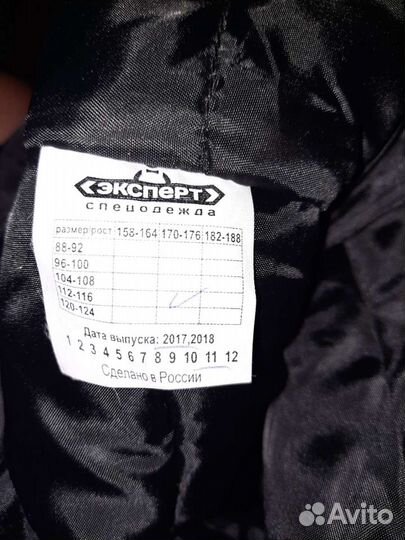 ЭКСПЕРТ
спецодежда
размер рост 158-164 170-176 182-188
88-92
96-100
104-108
112-116
120-124
Дата выпуска: 2017,2018
1 2 3 4 5 6 7 8 9 10 11 12
Сделано в России
Avito